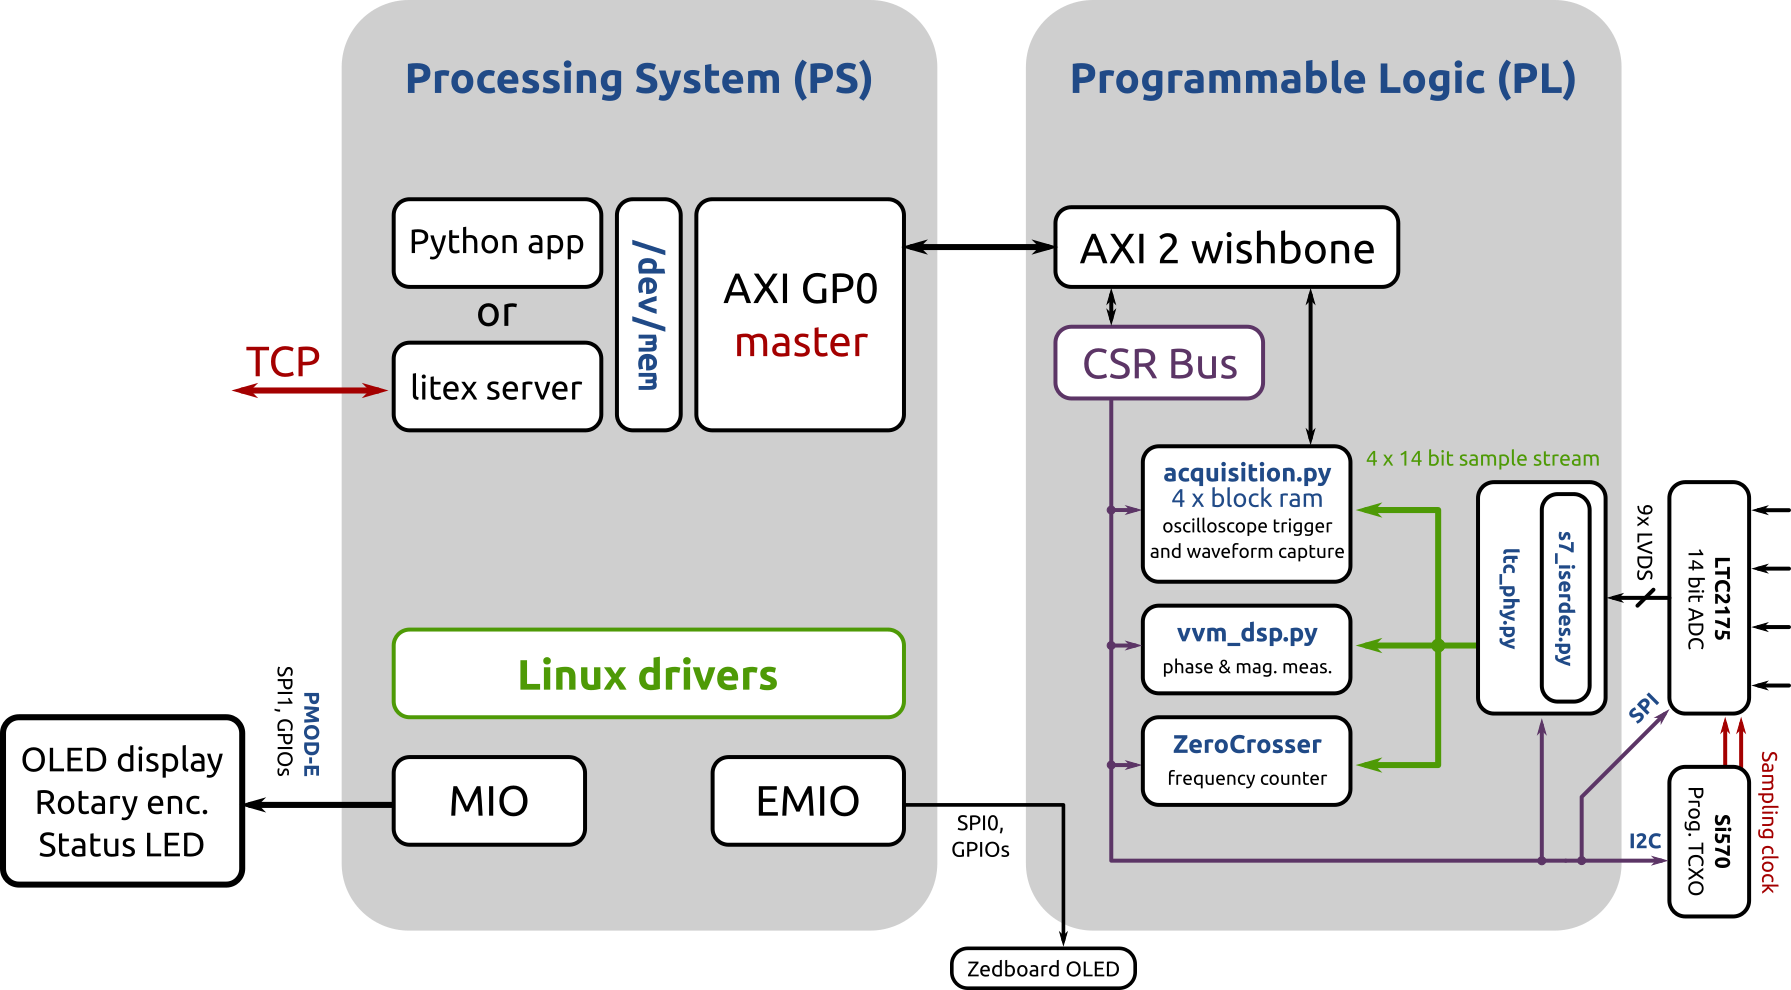 Processing System (PS)
Programmable Logic (PL)
Python app
or
litex server
TCP
/dev/mem
AXI GP0
master
AXI 2 wishbone
CSR Bus
acquisition.py
4 x block ram
oscilloscope trigger
and waveform capture
4 x 14 bit sample stream
vvm_dsp.py
phase & mag. meas.
ZeroCrosser
frequency counter
ltc_phy.py
s7_iserdes.py
9x LVDS
LTC2175
14 bit ADC
SPI
I2C
Si570
Prog. TCXO
Sampling clock
Linux drivers
MIO
EMIO
PMOD-E
SPI1, GPIOs
OLED display
Rotary enc.
Status LED
SPI0,
GPIOs
Zedboard OLED